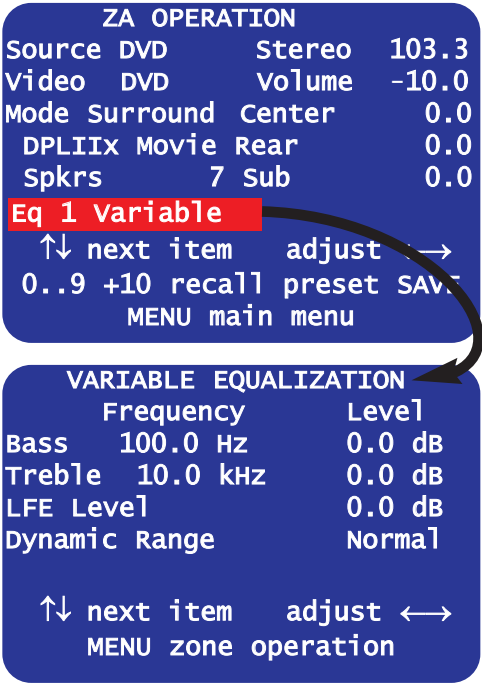 ZA OPERATION
Source DVD Stereo 103.3
Video DVD Volume -10.0
Mode Surround Center 0.0
DPLIIx Movie Rear 0.0
Spkrs 7 Sub 0.0
Eq 1 Variable
↑↓ next item adjust ←→
0..9 +10 recall preset SAVE
MENU main menu
VARIABLE EQUALIZATION
Frequency Level
Bass 100.0 Hz 0.0 dB
Treble 10.0 kHz 0.0 dB
LFE Level 0.0 dB
Dynamic Range Normal
↑↓ next item adjust ←→
MENU zone operation